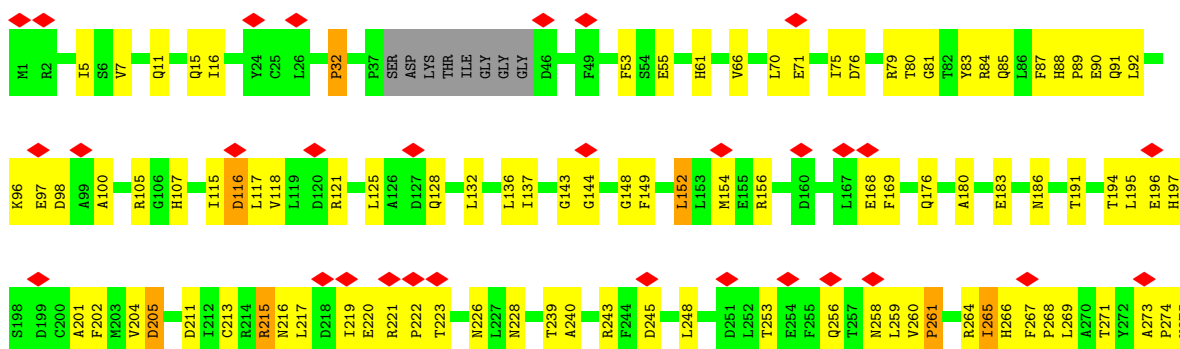 M1 R2 I5 S6 V7 Q11 Q15 I16 Y24 C25 L26 P32 P37 SER ASP LYS THR ILE GLY GLY GLY D46 F49 F53 S54 E55 H61 V66 L70 E71 I75 D76 R79 T80 G81 T82 Y83 R84 Q85 L86 F87 H88 P89 E90 Q91 L92
K96 E97 D98 A99 A100 R105 G106 H107 I115 D116 L117 V118 L119 D120 R121 L125 A126 D127 Q128 L132 L136 I137 G143 G144 G148 F149 L152 L153 M154 E155 R156 D160 L167 E168 F169 Q176 A180 E183 N186 T191 T194 L195 E196 H197
S198 D199 C200 A201 F202 M203 V204 D205 D211 I212 C213 R214 R215 N216 L217 D218 I219 E220 R221 P222 T223 N226 L227 N228 T239 A240 R243 F244 D245 L248 D251 L252 T253 E254 F255 Q256 T257 N258 L259 V260 P261 R264 I265 H266 F267 P268 L269 A270 T271 Y272 A273 P274